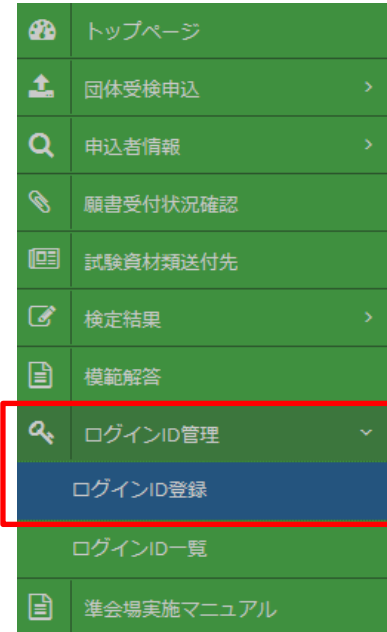 トップページ
団体受検申込
申込者情報
願書受付状況確認
試験資材類送付先
検定結果
模範解答
ログインID管理
ログインID登録
ログインID一覧
準会場実施マニュアル